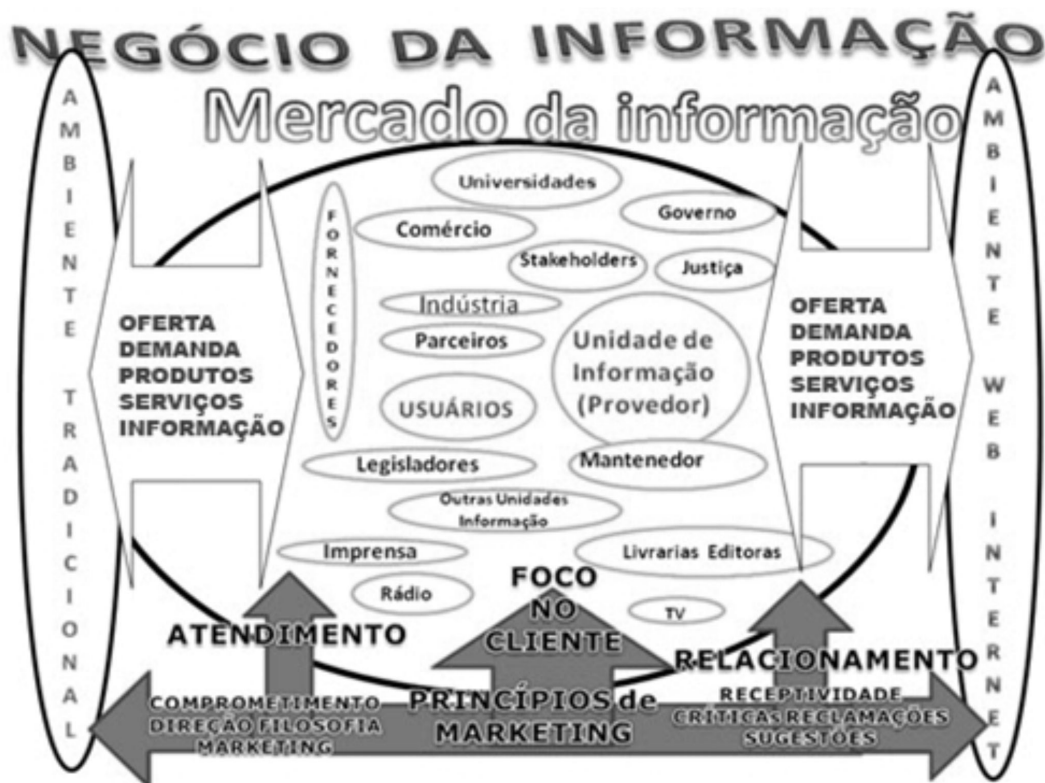 NEGÓCIO DA INFORMAÇÃO
Mercado da informação
AMBIENTE TRADICIONAL
OFERTA
DEMANDA
PRODUTOS
SERVIÇOS
INFORMAÇÃO
FORNECEDORES
Universidades
Governo
Comércio
Stakeholders
Justiça
Indústria
Parceiros
Unidade de
Informação
(Provedor)
USUÁRIOS
Legisladores
Mantenedor
Outras Unidades
Informação
Imprensa
Livrarias Editoras
Rádio
TV
OFERTA
DEMANDA
PRODUTOS
SERVIÇOS
INFORMAÇÃO
AMBIENTE WEB INTERNET
ATENDIMENTO
FOCO
NO
CLIENTE
RELACIONAMENTO
COMPROMETIMENTO
DIREÇÃO FILOSOFIA
MARKETING
PRINCÍPIOS de
MARKETING
RECEPTIVIDADE
CRÍTICAS RECLAMAÇÕES
SUGESTÕES